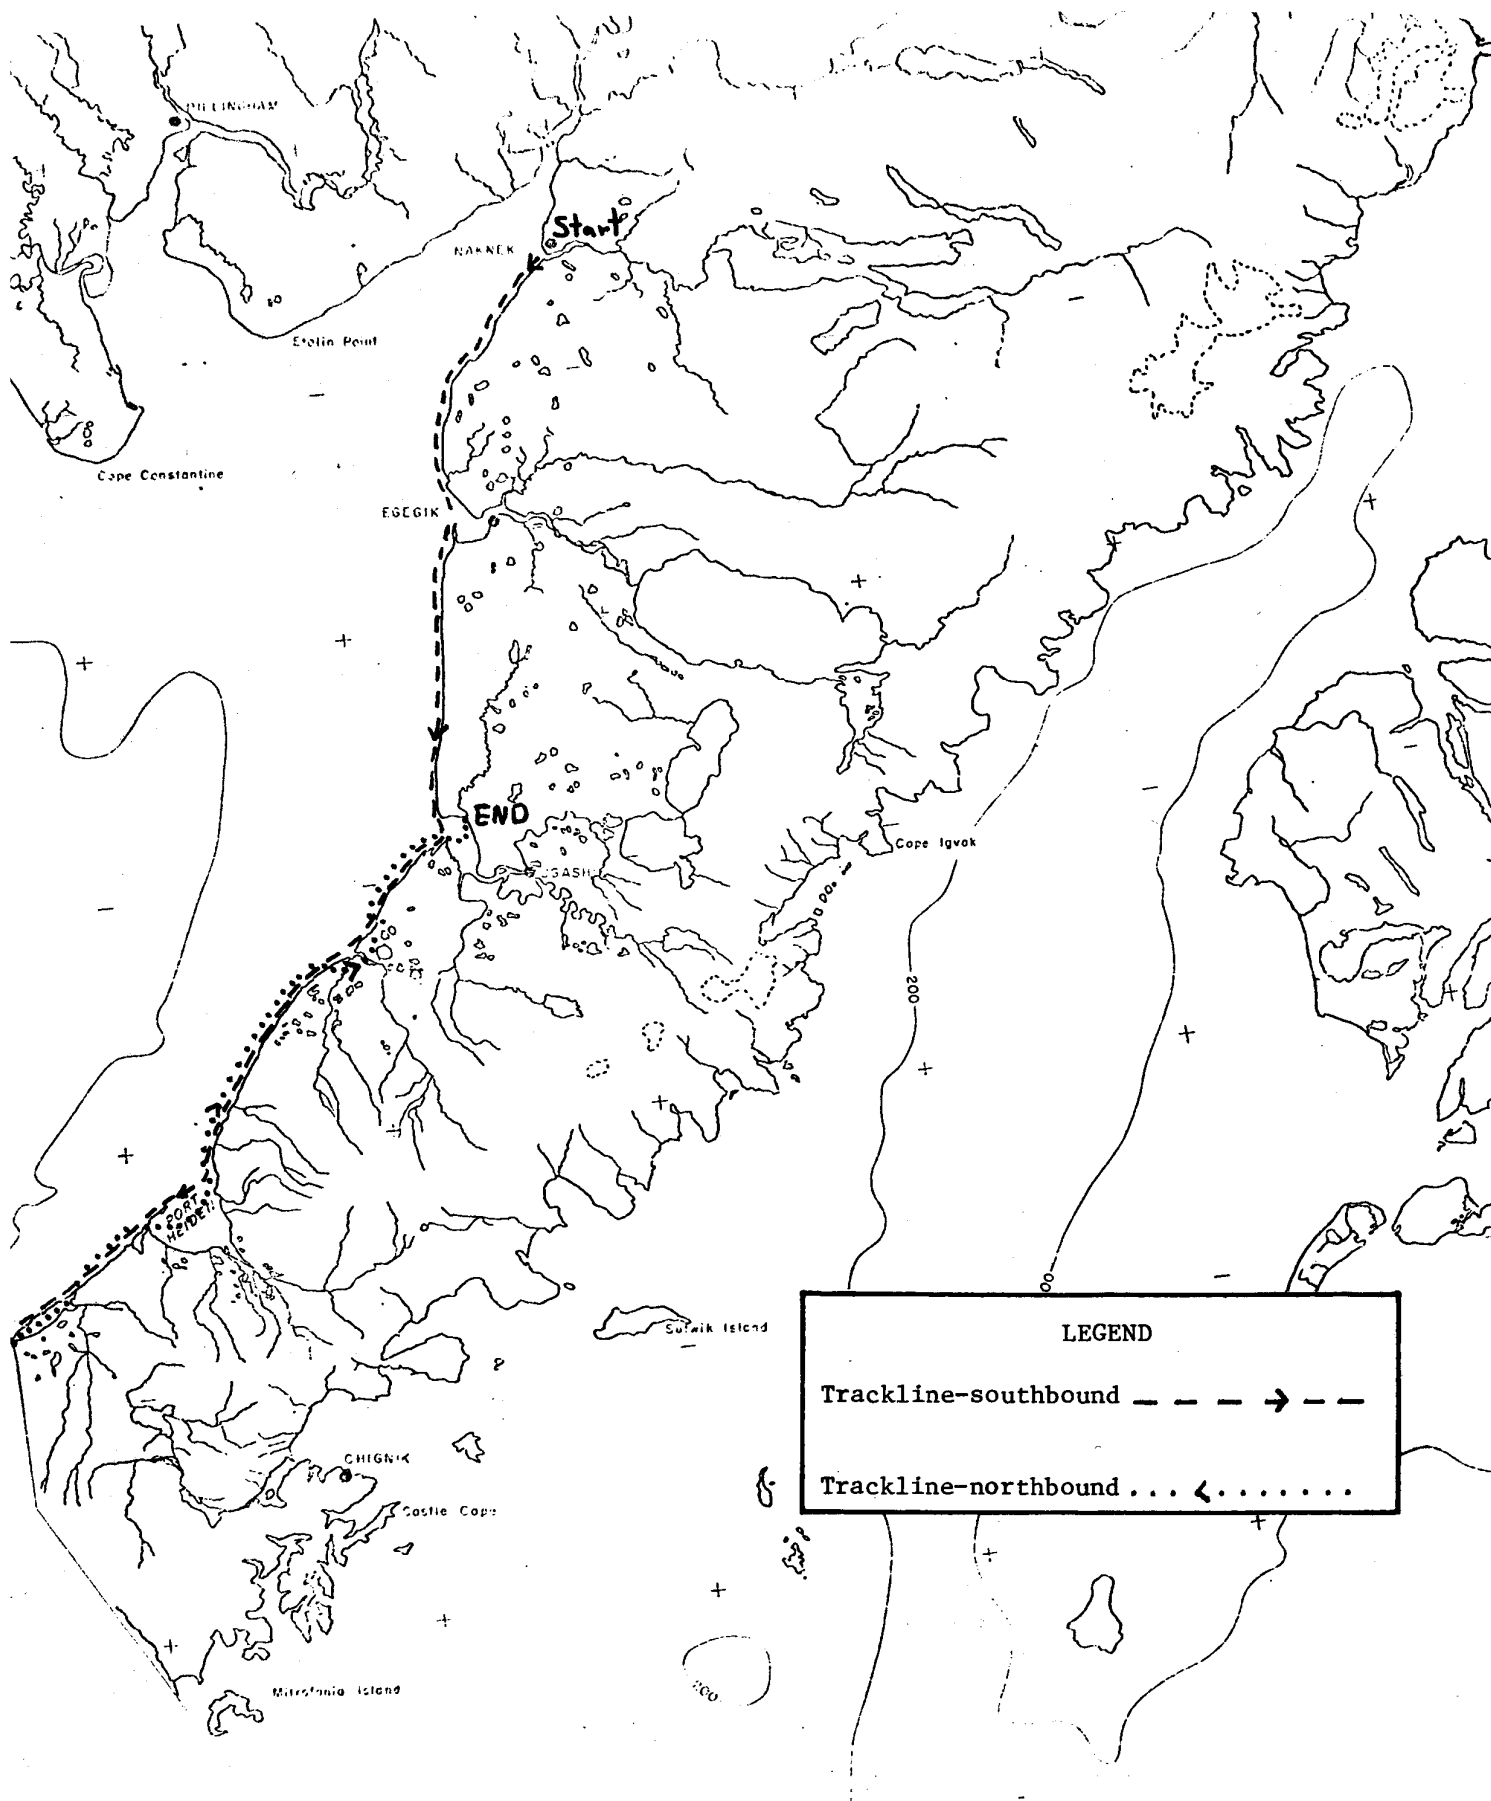 DILLINGHAM
Start
NAKNEK
Etolin Point
Cape Constantine
EGEGIK
END
Cape Igvak
200
PORT
HEIDEN
Sutwik Island
LEGEND
Trackline-southbound
Trackline-northbound
CHIGNIK
Castle Cape
Mitrofania Island
200